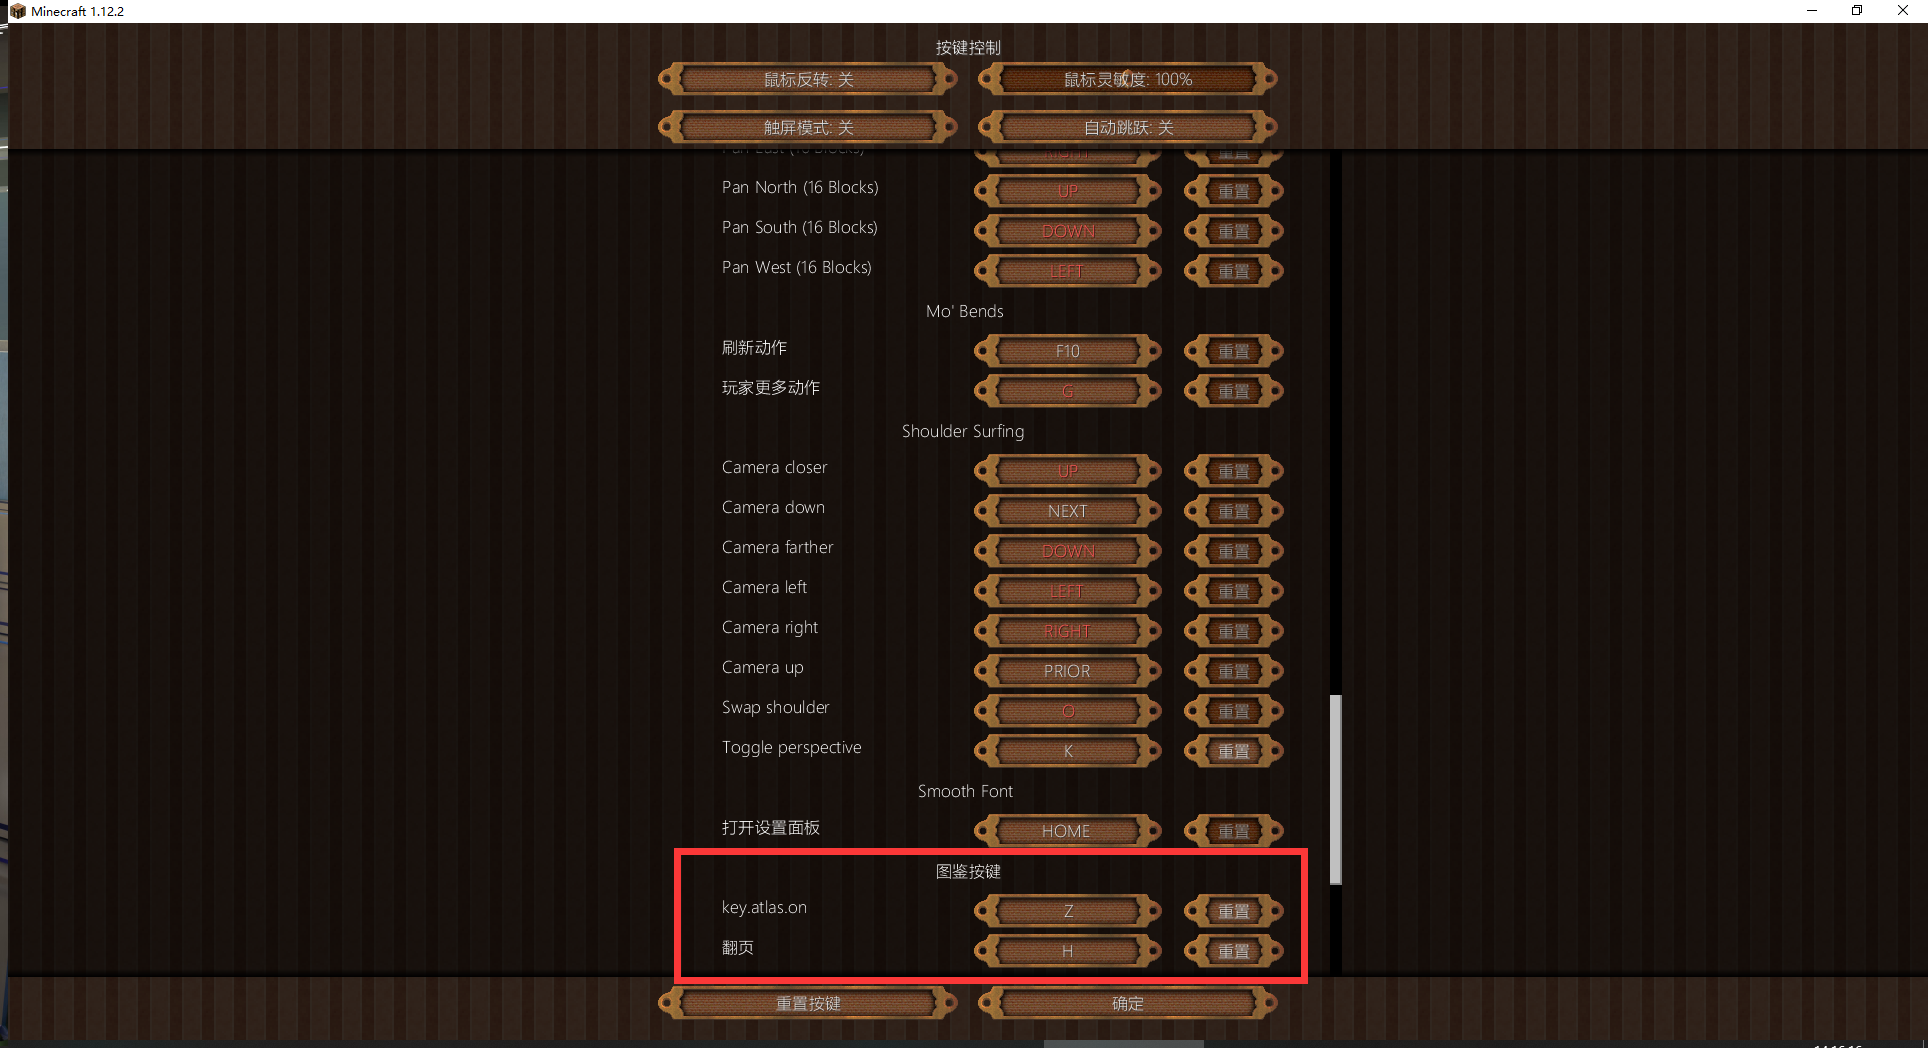 Minecraft 1.12.2
按键控制
鼠标反转: 关 鼠标灵敏度: 100%
触屏模式: 关 自动跳跃: 关
Pan East (16 Blocks) RIGHT 重置
Pan North (16 Blocks) UP 重置
Pan South (16 Blocks) DOWN 重置
Pan West (16 Blocks) LEFT 重置
Mo' Bends
刷新动作 F10 重置
玩家更多动作 G 重置
Shoulder Surfing
Camera closer UP 重置
Camera down NEXT 重置
Camera farther DOWN 重置
Camera left LEFT 重置
Camera right RIGHT 重置
Camera up PRIOR 重置
Swap shoulder O 重置
Toggle perspective K 重置
Smooth Font
打开设置面板 HOME 重置
图鉴按键
key.atlas.on Z 重置
翻页 H 重置
重置按键 确定